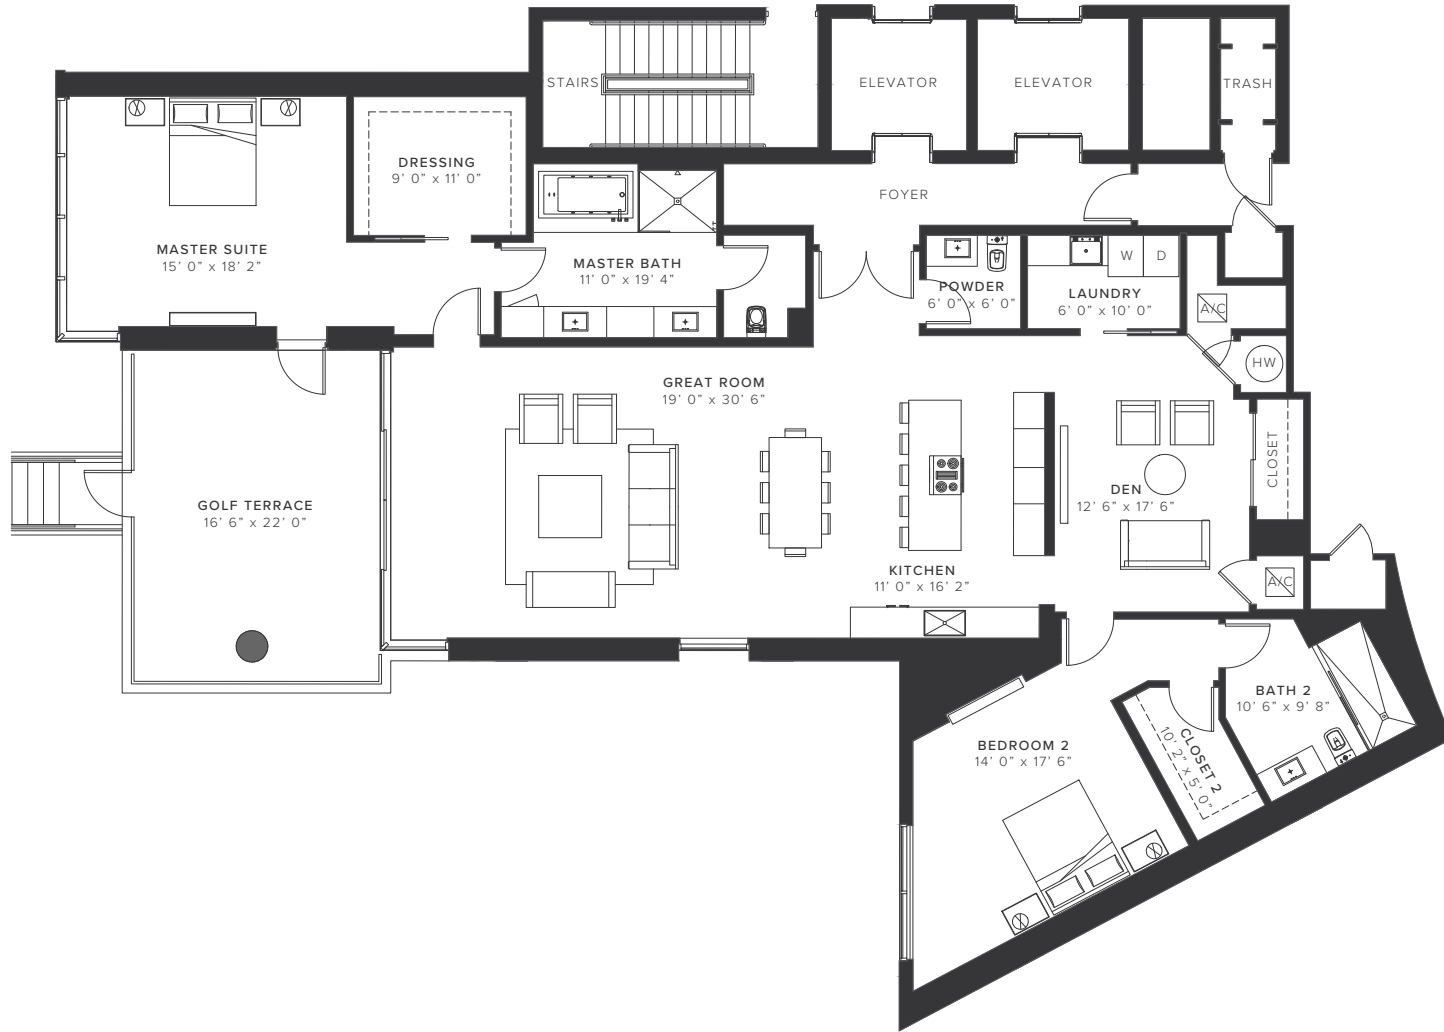 STAIRS
ELEVATOR
ELEVATOR
TRASH
DRESSING
9’ 0” x 11’ 0”
FOYER
MASTER SUITE
15’ 0” x 18’ 2”
MASTER BATH
11’ 0” x 19’ 4”
POWDER
6’ 0” x 6’ 0”
W
D
LAUNDRY
6’ 0” x 10’ 0”
A/C
HW
GREAT ROOM
19’ 0” x 30’ 6”
CLOSET
GOLF TERRACE
16’ 6” x 22’ 0”
DEN
12’ 6” x 17’ 6”
KITCHEN
11’ 0” x 16’ 2”
A/C
BATH 2
10’ 6” x 9’ 8”
BEDROOM 2
14’ 0” x 17’ 6”
CLOSET 2
10’ 2” x 5’ 0”